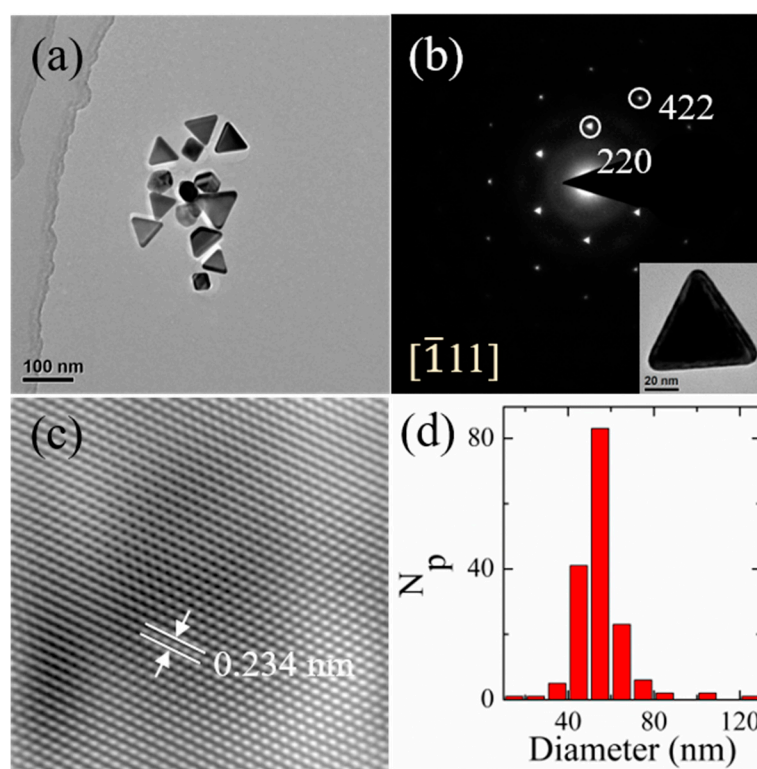 (a)
100 nm
(b)
422
220
[1̄11]
20 nm
(c)
0.234 nm
(d)
80
40
0
N
p
40
80
120
Diameter (nm)